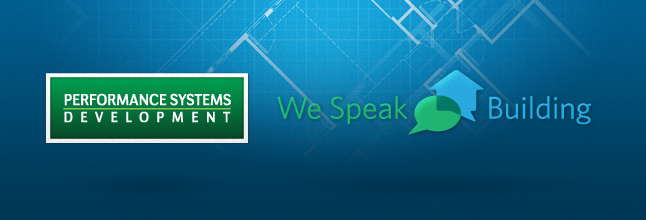 PERFORMANCE SYSTEMS
DEVELOPMENT
We Speak Building